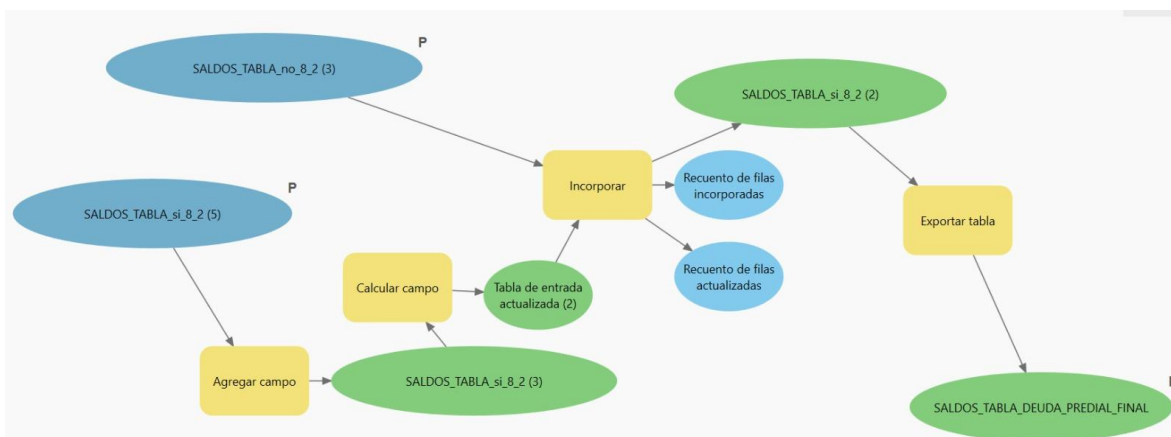 P
SALDOS_TABLA_no_8_2 (3)
SALDOS_TABLA_si_8_2 (2)
Incorporar
Recuento de filas
incorporadas
P
SALDOS_TABLA_si_8_2 (5)
Exportar tabla
Recuento de filas
actualizadas
Calcular campo
Tabla de entrada
actualizada (2)
Agregar campo
SALDOS_TABLA_si_8_2 (3)
SALDOS_TABLA_DEUDA_PREDIAL_FINAL